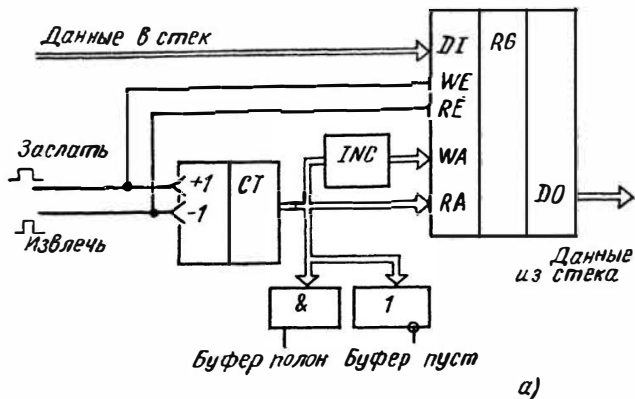 Данные в стек
DI
RG
WE
RE
Заслать
INC
WA
+1
CT
-1
RA
DO
Извлечь
Данные
из стека
&
1
Буфер полон
Буфер пуст
а)